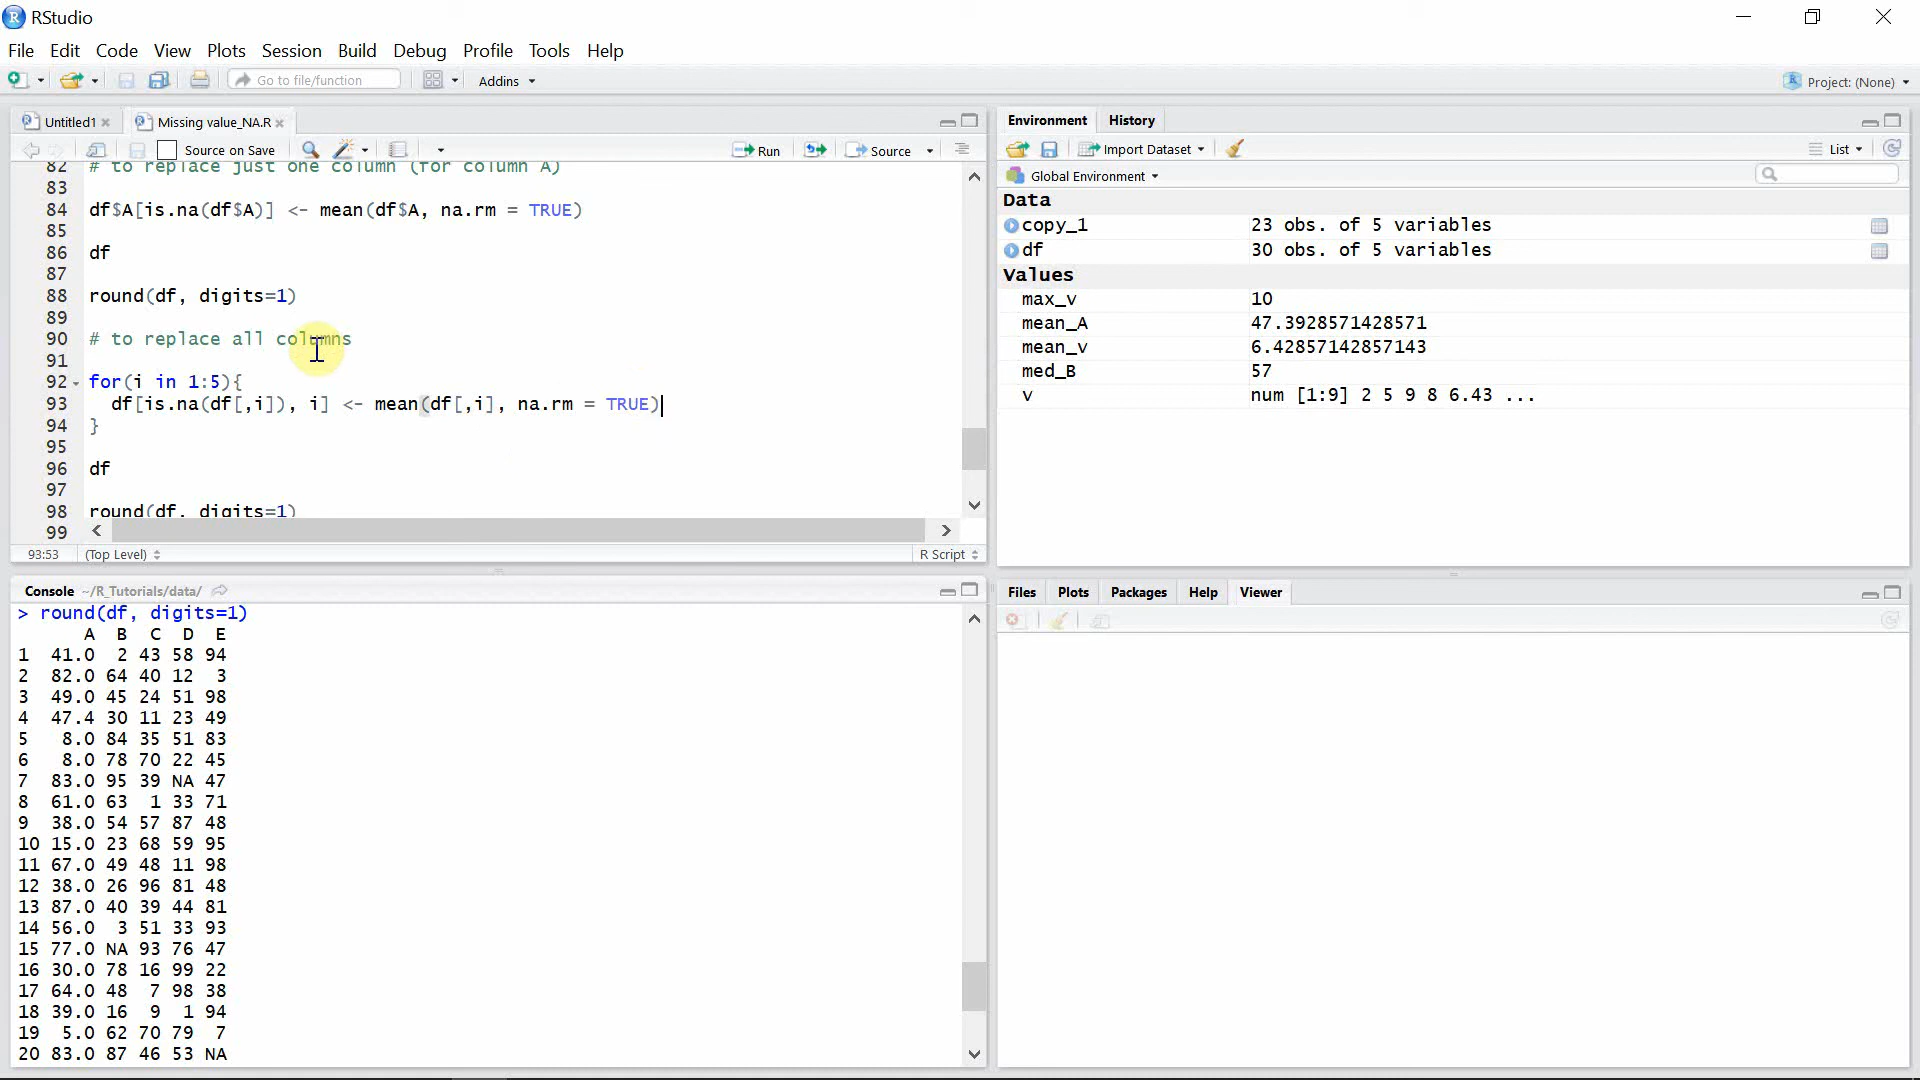 RStudio
File Edit Code View Plots Session Build Debug Profile Tools Help
Go to file/function Addins Project: (None)
Untitled1 Missing value_NA.R
Source on Save Run Source
82 # to replace just one column (for column A)
83
84 df$A[is.na(df$A)] <- mean(df$A, na.rm = TRUE)
85
86 df
87
88 round(df, digits=1)
89
90 # to replace all columns
91
92 for(i in 1:5){
93 df[is.na(df[,i]), i] <- mean(df[,i], na.rm = TRUE)
94 }
95
96 df
97
98 round(df, digits=1)
99
93:53 (Top Level) R Script
Console ~/R_Tutorials/data/
> round(df, digits=1)
A B C D E
1 41.0 2 43 58 94
2 82.0 64 40 12 3
3 49.0 45 24 51 98
4 47.4 30 11 23 49
5 8.0 84 35 51 83
6 8.0 78 70 22 45
7 83.0 95 39 NA 47
8 61.0 63 1 33 71
9 38.0 54 57 87 48
10 15.0 23 68 59 95
11 67.0 49 48 11 98
12 38.0 26 96 81 48
13 87.0 40 39 44 81
14 56.0 3 51 33 93
15 77.0 NA 93 76 47
16 30.0 78 16 99 22
17 64.0 48 7 98 38
18 39.0 16 9 1 94
19 5.0 62 70 79 7
20 83.0 87 46 53 NA
Environment History
Import Dataset List
Global Environment
Data
copy_1 23 obs. of 5 variables
df 30 obs. of 5 variables
Values
max_v 10
mean_A 47.3928571428571
mean_v 6.42857142857143
med_B 57
v num [1:9] 2 5 9 8 6.43 ...
Files Plots Packages Help Viewer